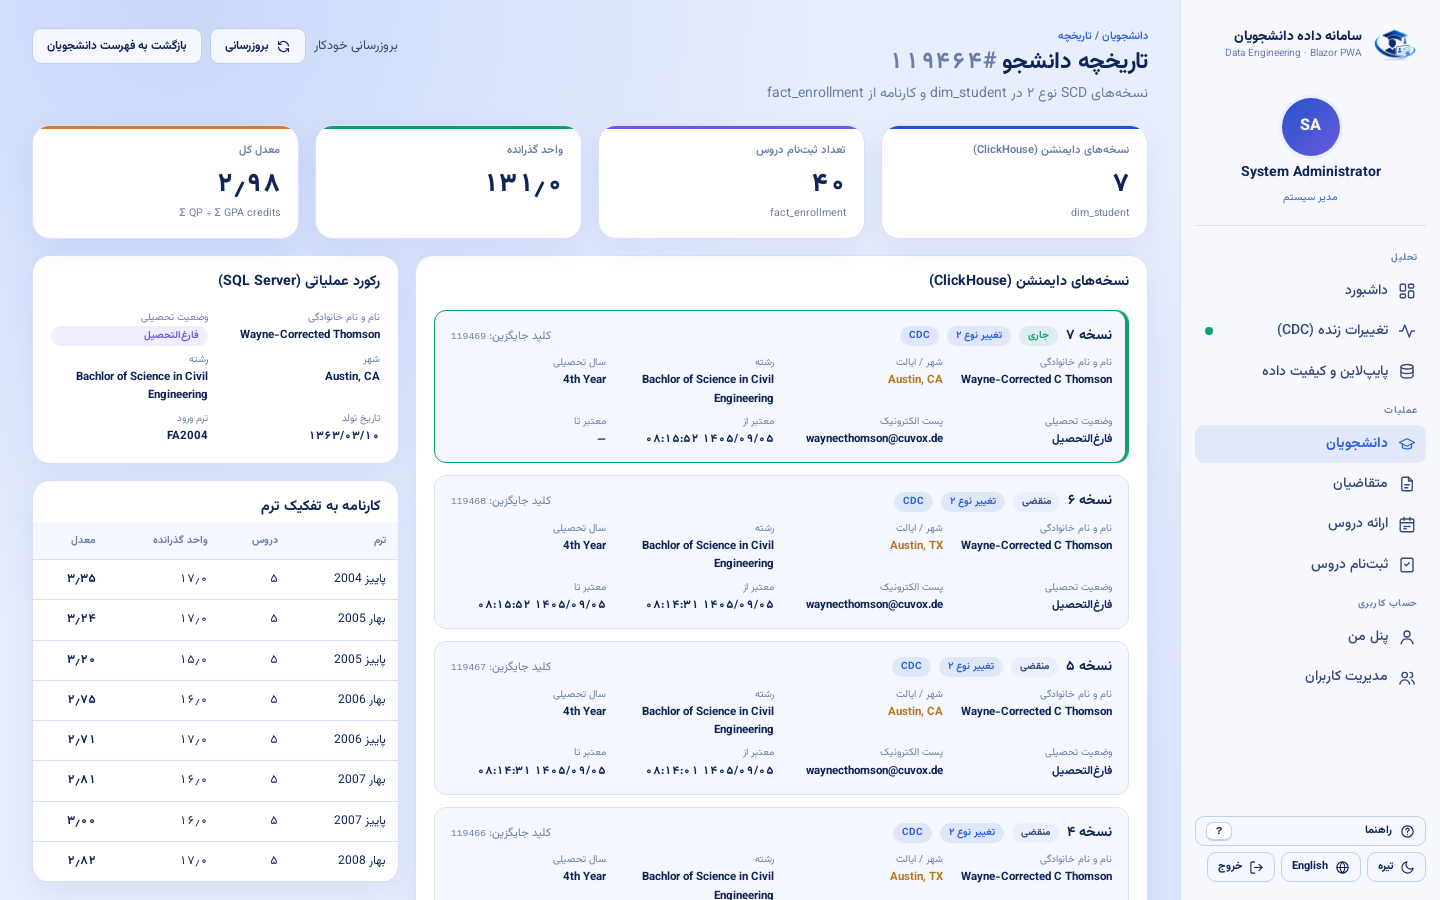 سامانه داده دانشجویان
Data Engineering · Blazor PWA
SA
System Administrator
مدیر سیستم
تحلیل
داشبورد
تغییرات زنده (CDC)
پایپ‌لاین و کیفیت داده
عملیات
دانشجویان
متقاضیان
ارائه دروس
ثبت‌نام دروس
حساب کاربری
پنل من
مدیریت کاربران
راهنما ?
تیره
English
خروج
دانشجویان / تاریخچه
تاریخچه دانشجو #۱۱۹۴۶۴
نسخه‌های SCD نوع ۲ در dim_student و کارنامه از fact_enrollment
بروزرسانی خودکار
بروزرسانی
بازگشت به فهرست دانشجویان
نسخه‌های دایمنشن (ClickHouse)
۷
dim_student
تعداد ثبت‌نام دروس
۴۰
fact_enrollment
واحد گذرانده
۱۳۱٫۰
معدل کل
۲٫۹۸
Σ QP ÷ Σ GPA credits
نسخه‌های دایمنشن (ClickHouse)
نسخه ۷ جاری تغییر نوع ۲ CDC کلید جایگزین: 119469
نام و نام خانوادگی شهر / ایالت رشته سال تحصیلی
Wayne-Corrected C Thomson Austin, CA Bachlor of Science in Civil 4th Year
Engineering
وضعیت تحصیلی پست الکترونیک معتبر از معتبر تا
فارغ‌التحصیل waynecthomson@cuvox.de ۱۴۰۵/۰۹/۰۵ ۰۸:۱۵:۵۲ —
نسخه ۶ منقضی تغییر نوع ۲ CDC کلید جایگزین: 119468
نام و نام خانوادگی شهر / ایالت رشته سال تحصیلی
Wayne-Corrected C Thomson Austin, TX Bachlor of Science in Civil 4th Year
Engineering
وضعیت تحصیلی پست الکترونیک معتبر از معتبر تا
فارغ‌التحصیل waynecthomson@cuvox.de ۱۴۰۵/۰۹/۰۵ ۰۸:۱۴:۳۱ ۱۴۰۵/۰۹/۰۵ ۰۸:۱۵:۵۲
نسخه ۵ منقضی تغییر نوع ۲ CDC کلید جایگزین: 119467
نام و نام خانوادگی شهر / ایالت رشته سال تحصیلی
Wayne-Corrected C Thomson Austin, CA Bachlor of Science in Civil 4th Year
Engineering
وضعیت تحصیلی پست الکترونیک معتبر از معتبر تا
فارغ‌التحصیل waynecthomson@cuvox.de ۱۴۰۵/۰۹/۰۵ ۰۸:۱۴:۰۱ ۱۴۰۵/۰۹/۰۵ ۰۸:۱۴:۳۱
نسخه ۴ منقضی تغییر نوع ۲ CDC کلید جایگزین: 119466
نام و نام خانوادگی شهر / ایالت رشته سال تحصیلی
Wayne-Corrected C Thomson Austin, TX Bachlor of Science in Civil 4th Year
Engineering
رکورد عملیاتی (SQL Server)
نام و نام خانوادگی وضعیت تحصیلی
Wayne-Corrected Thomson فارغ‌التحصیل
شهر رشته
Austin, CA Bachlor of Science in Civil
Engineering
تاریخ تولد ترم ورود
۱۳۶۳/۰۳/۱۰ FA2004
کارنامه به تفکیک ترم
ترم دروس واحد گذرانده معدل
پاییز 2004 ۵ ۱۷٫۰ ۳٫۳۵
بهار 2005 ۵ ۱۷٫۰ ۳٫۲۴
پاییز 2005 ۵ ۱۵٫۰ ۳٫۲۰
بهار 2006 ۵ ۱۶٫۰ ۲٫۷۵
پاییز 2006 ۵ ۱۷٫۰ ۲٫۷۱
بهار 2007 ۵ ۱۶٫۰ ۲٫۸۱
پاییز 2007 ۵ ۱۶٫۰ ۳٫۰۰
بهار 2008 ۵ ۱۷٫۰ ۲٫۸۲